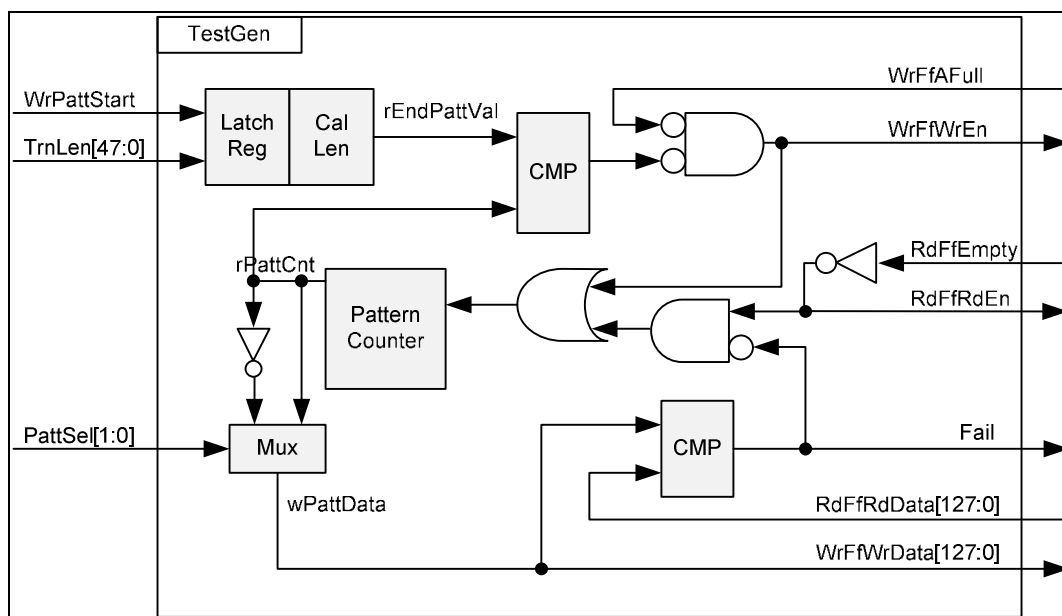 TestGen
WrPattStart
TrnLen[47:0]
Latch
Reg
Cal
Len
rEndPattVal
CMP
WrFfAFull
WrFfWrEn
RdFfEmpty
RdFfRdEn
rPattCnt
Pattern
Counter
PattSel[1:0]
Mux
wPattData
CMP
Fail
RdFfRdData[127:0]
WrFfWrData[127:0]